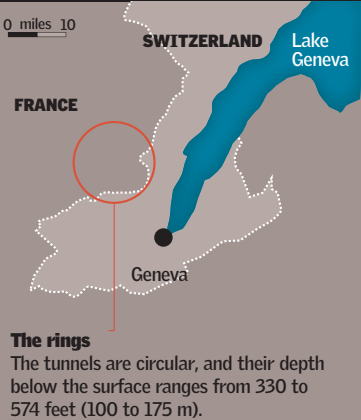 0 miles 10
SWITZERLAND
Lake
Geneva
FRANCE
Geneva
The rings
The tunnels are circular, and their depth
below the surface ranges from 330 to
574 feet (100 to 175 m).